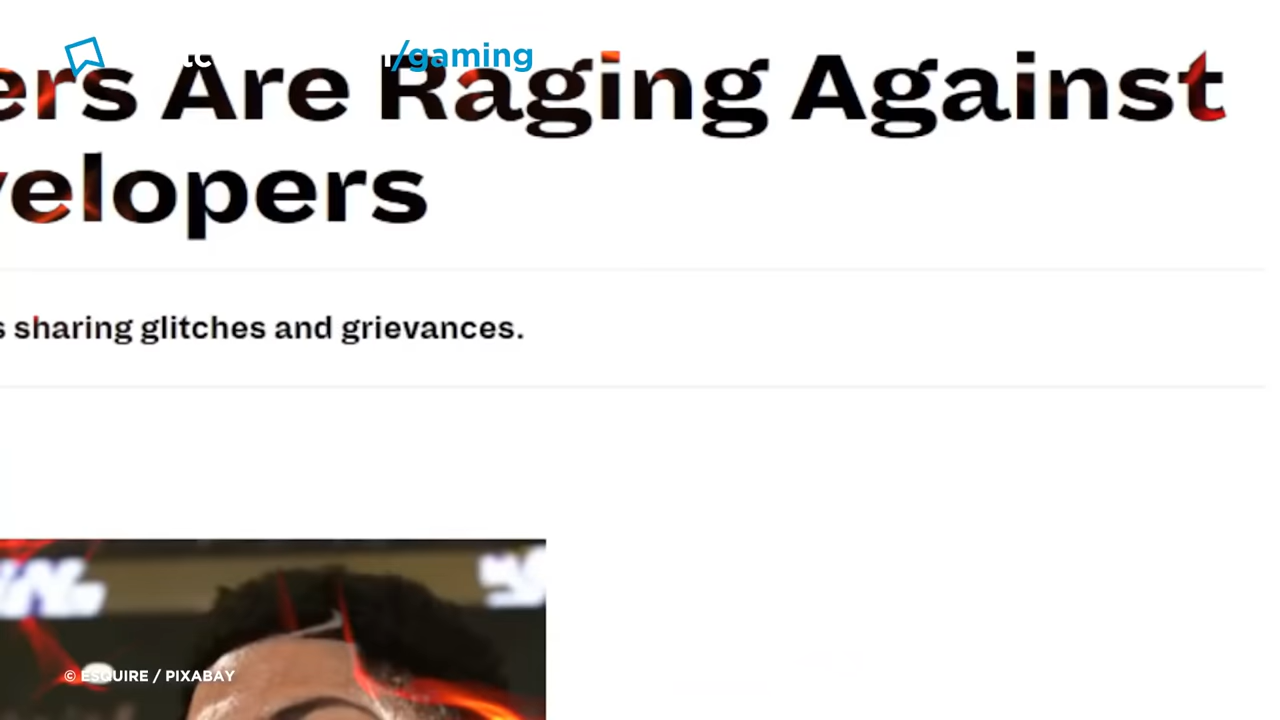 /gaming
ers Are Raging Against
velopers
s sharing glitches and grievances.
© ESQUIRE / PIXABAY